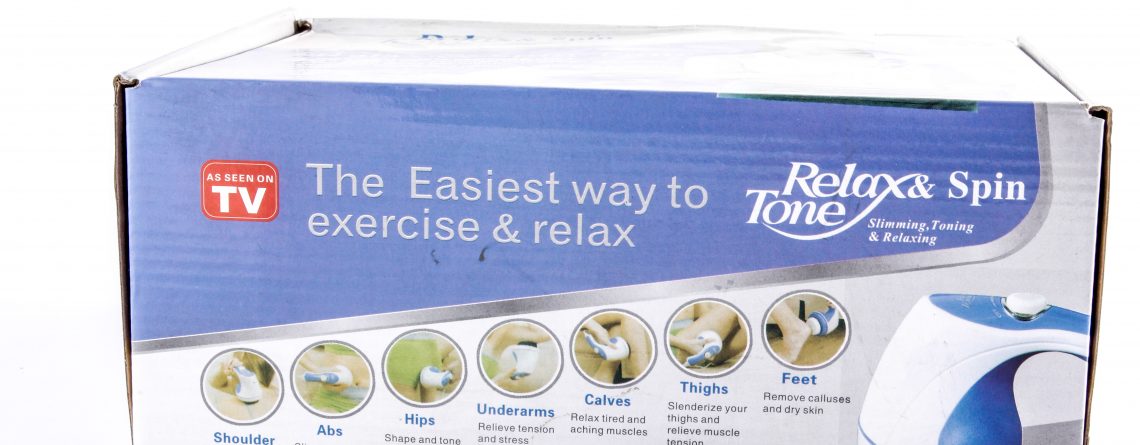 AS SEEN ON
TV
The Easiest way to
exercise & relax
Relax & Spin
Tone
Slimming, Toning
& Relaxing
Shoulder
Abs
Hips
Shape and tone
Underarms
Relieve tension
and stress
Calves
Relax tired and
aching muscles
Thighs
Slenderize your
thighs and
relieve muscle
tension
Feet
Remove calluses
and dry skin